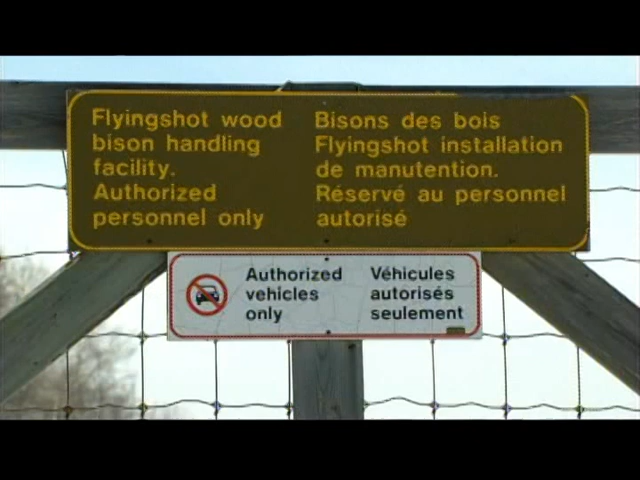 Flyingshot wood
bison handling
facility.
Authorized
personnel only
Bisons des bois
Flyingshot installation
de manutention.
Réservé au personnel
autorisé
Authorized
vehicles
only
Véhicules
autorisés
seulement